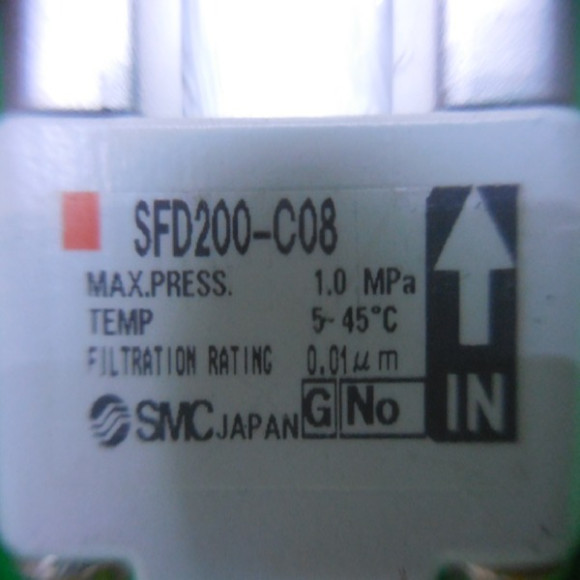 SFD200-C08
MAX.PRESS. 1.0 MPa
TEMP 5~45°C
FILTRATION RATING 0.01μm
SMC JAPAN G No
IN